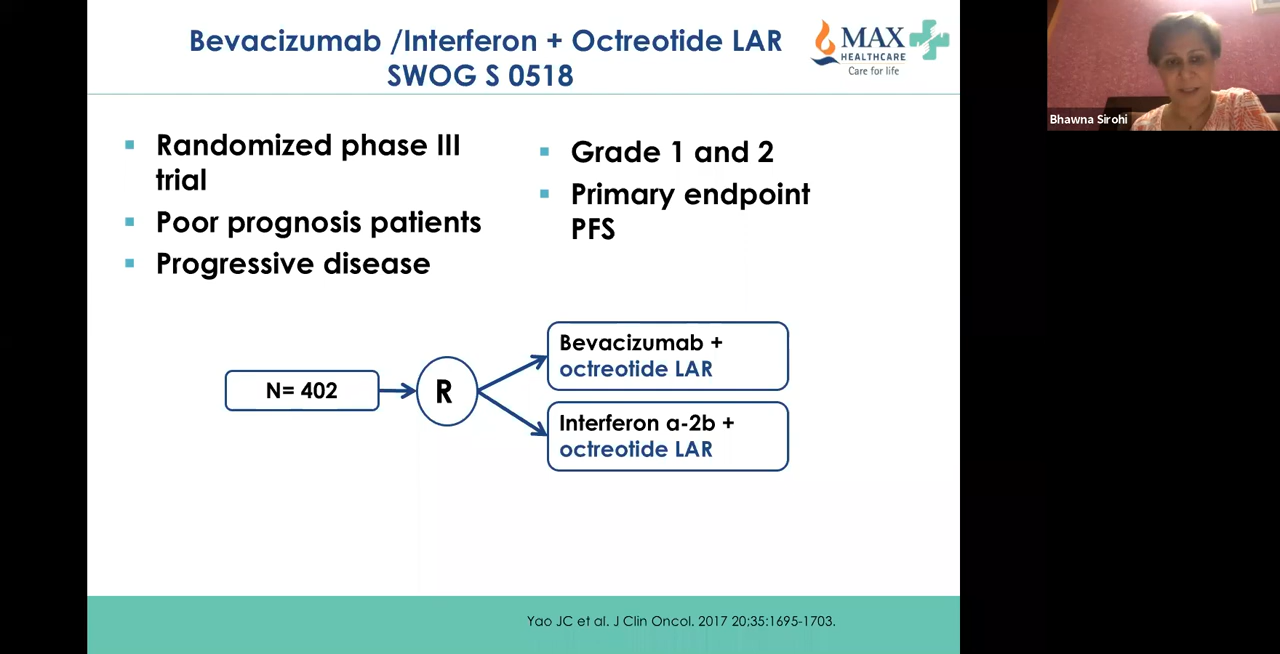 Bevacizumab /Interferon + Octreotide LAR
SWOG S 0518
MAX
HEALTHCARE
Care for life
Bhawna Sirohi
▪ Randomized phase III
trial
▪ Poor prognosis patients
▪ Progressive disease
▪ Grade 1 and 2
▪ Primary endpoint
PFS
N= 402
R
Bevacizumab +
octreotide LAR
Interferon a-2b +
octreotide LAR
Yao JC et al. J Clin Oncol. 2017 20;35:1695-1703.